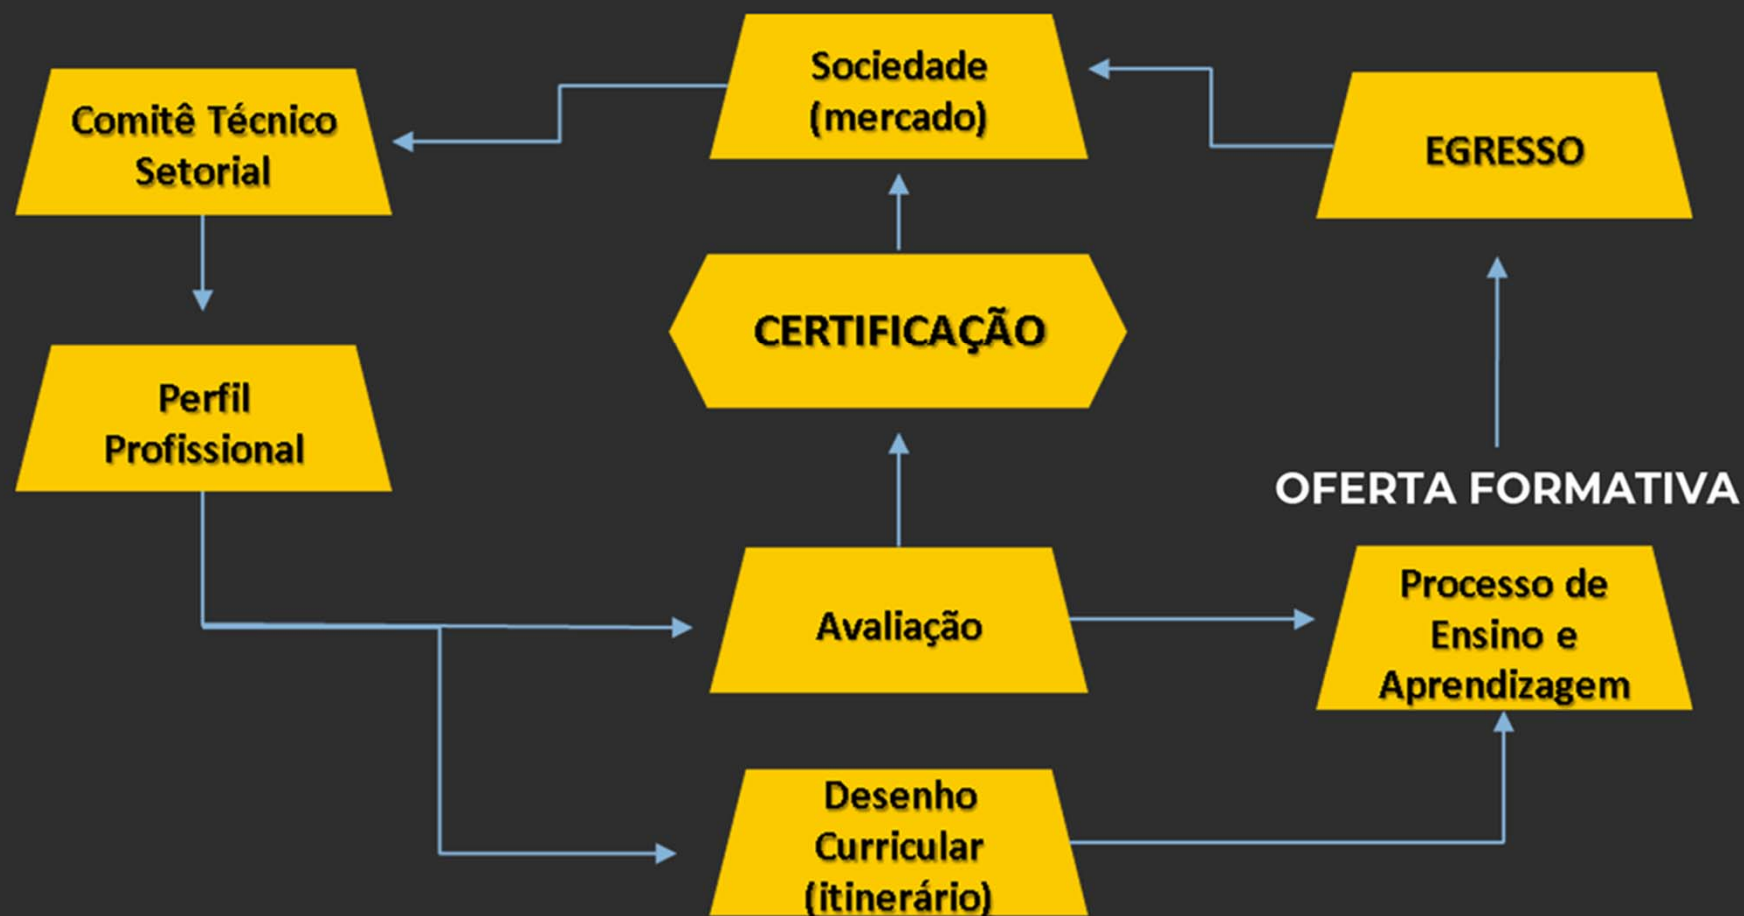 Sociedade
(mercado)
Comitê Técnico
Setorial
EGRESSO
CERTIFICAÇÃO
Perfil
Profissional
OFERTA FORMATIVA
Avaliação
Processo de
Ensino e
Aprendizagem
Desenho
Curricular
(itinerário)